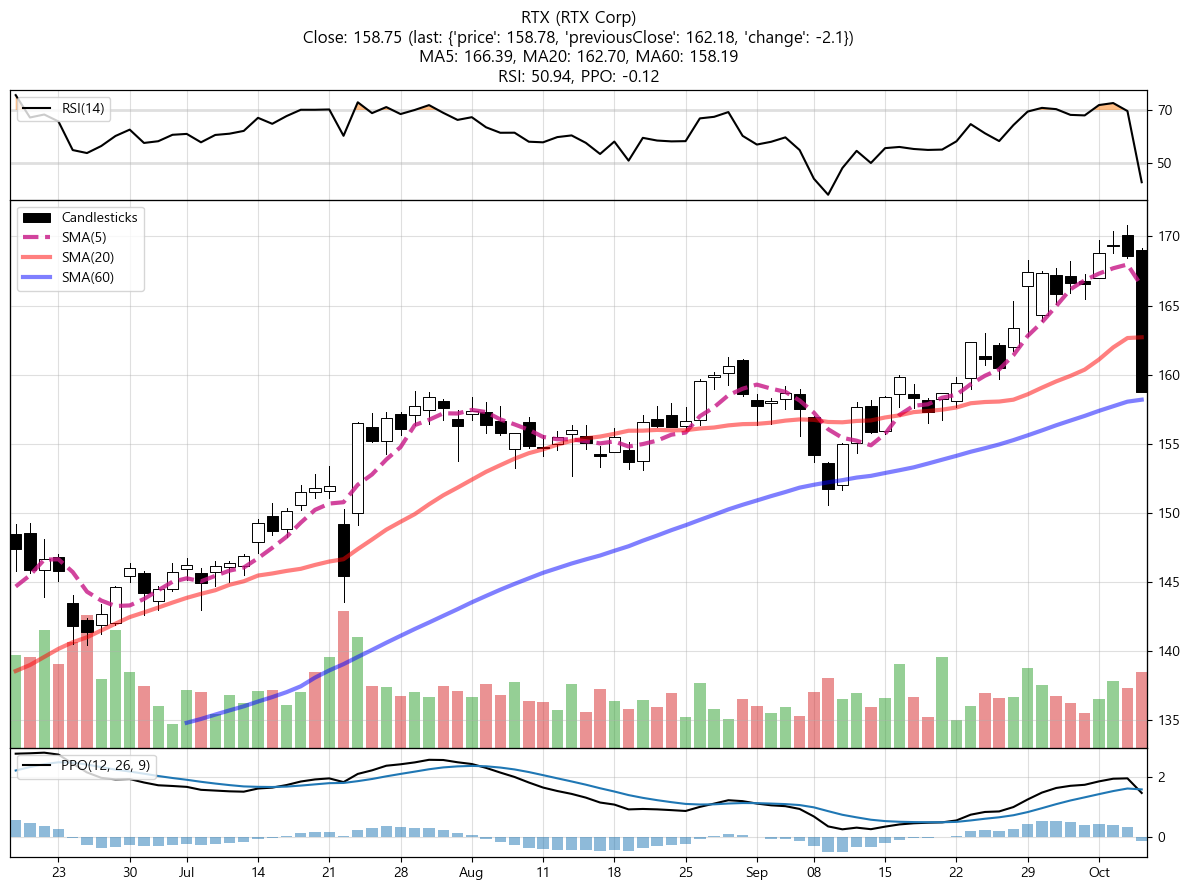 RTX (RTX Corp)
Close: 158.75 (last: {'price': 158.78, 'previousClose': 162.18, 'change': -2.1})
MA5: 166.39, MA20: 162.70, MA60: 158.19
RSI: 50.94, PPO: -0.12
RSI(14)
70
50
Candlesticks
SMA(5)
SMA(20)
SMA(60)
170
165
160
155
150
145
140
135
PPO(12, 26, 9)
2
0
23 30 Jul 14 21 28 Aug 11 18 25 Sep 08 15 22 29 Oct